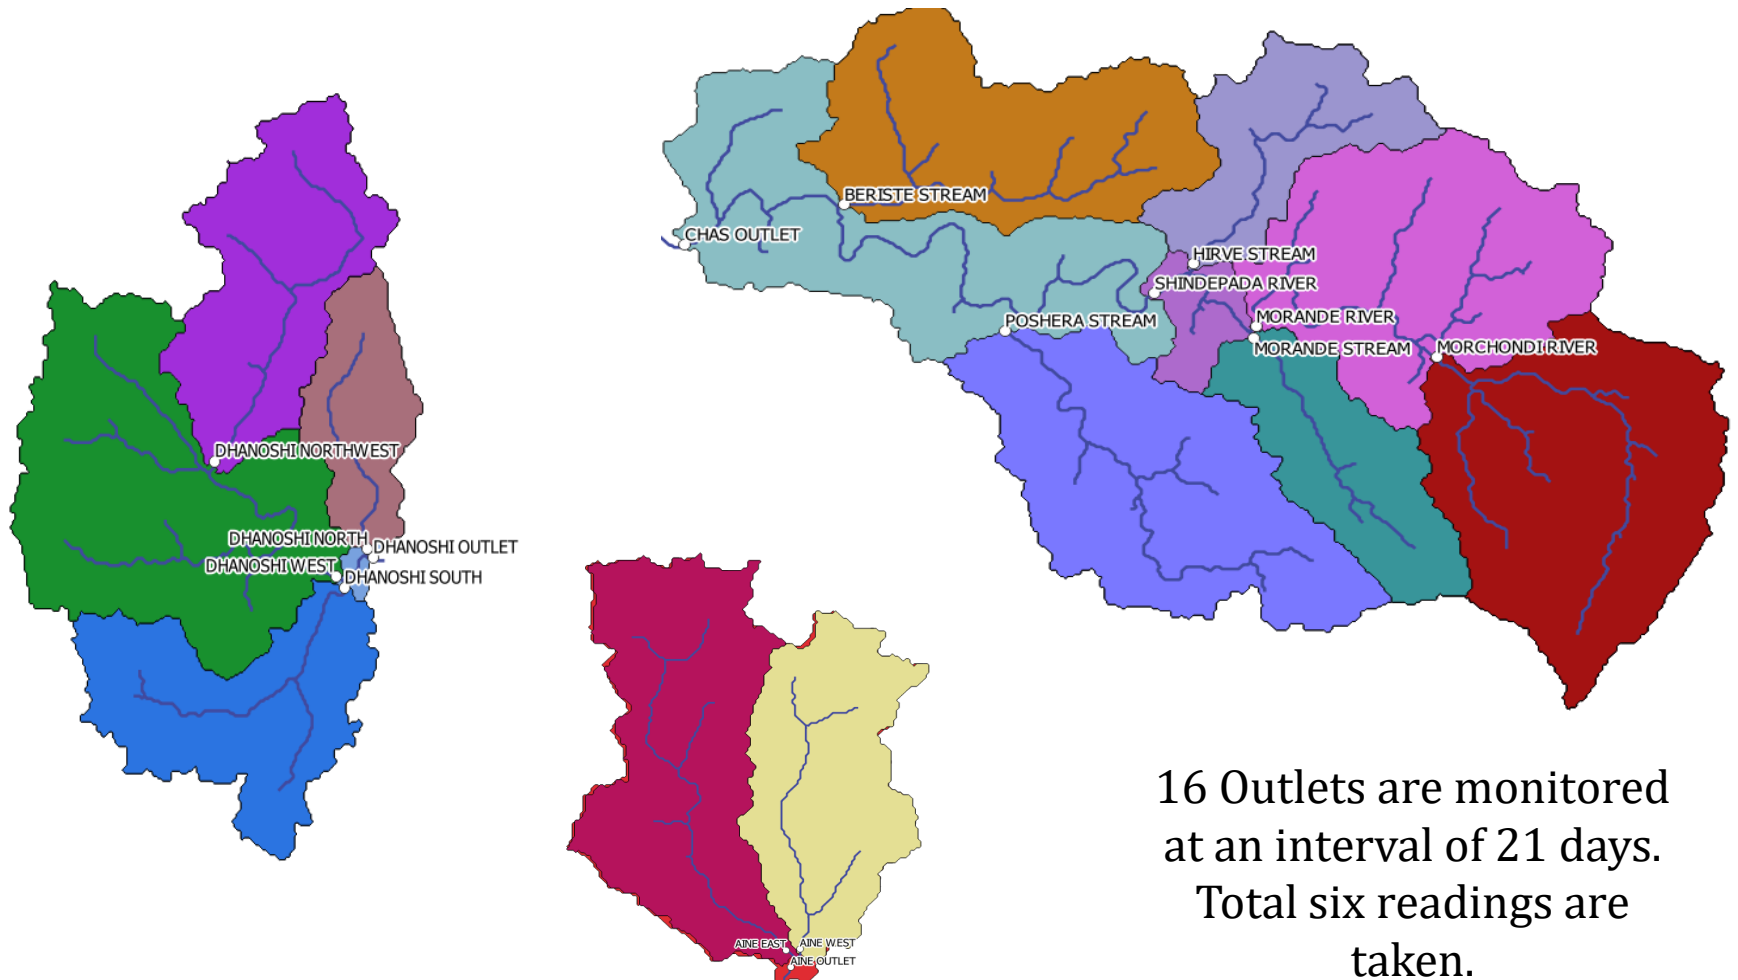 BERISTE STREAM
CHAS OUTLET
HIRVE STREAM
SHINDEPADA RIVER
POSHERA STREAM
MORANDE RIVER
MORANDE STREAM
MORCHONDI RIVER
DHANOSHI NORTHWEST
DHANOSHI NORTH
DHANOSHI OUTLET
DHANOSHI WEST
DHANOSHI SOUTH
AINE EAST
AINE WEST
AINE OUTLET
16 Outlets are monitored
at an interval of 21 days.
Total six readings are
taken.